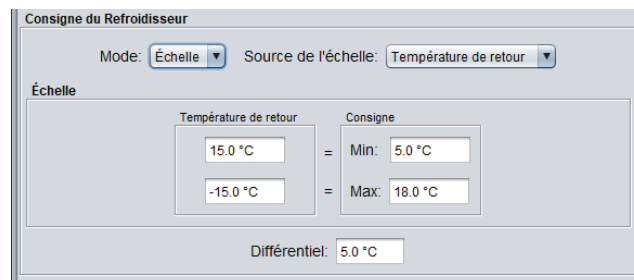 Consigne du Refroidisseur
Mode: Échelle Source de l'échelle: Température de retour
Échelle
Température de retour Consigne
15.0 °C = Min: 5.0 °C
-15.0 °C = Max: 18.0 °C
Différentiel: 5.0 °C